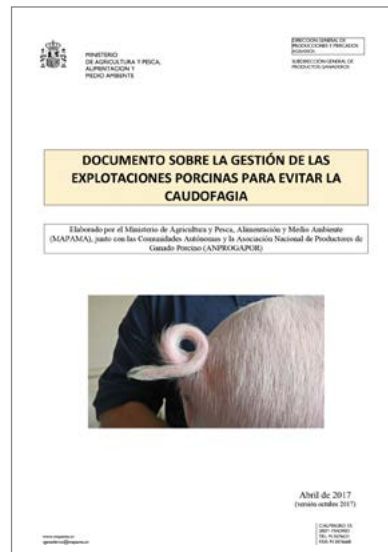 MINISTERIO
DE AGRICULTURA Y PESCA,
ALIMENTACIÓN Y
MEDIO AMBIENTE
DIRECCIÓN GENERAL DE
PRODUCCIONES Y MERCADOS
AGRARIOS
SUBDIRECCIÓN GENERAL DE
PRODUCTOS GANADEROS
DOCUMENTO SOBRE LA GESTIÓN DE LAS
EXPLOTACIONES PORCINAS PARA EVITAR LA
CAUDOFAGIA
Elaborado por el Ministerio de Agricultura y Pesca, Alimentación y Medio Ambiente
(MAPAMA), junto con las Comunidades Autónomas y la Asociación Nacional de Productores de
Ganado Porcino (ANPROGAPOR)
Abril de 2017
(versión octubre 2017)